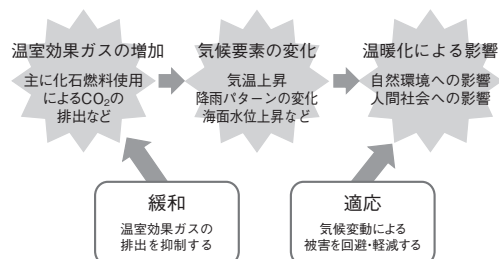 温室効果ガスの増加
主に化石燃料使用
によるCO₂の
排出など
気候要素の変化
気温上昇
降雨パターンの変化
海面水位上昇など
温暖化による影響
自然環境への影響
人間社会への影響
緩和
温室効果ガスの
排出を抑制する
適応
気候変動による
被害を回避・軽減する